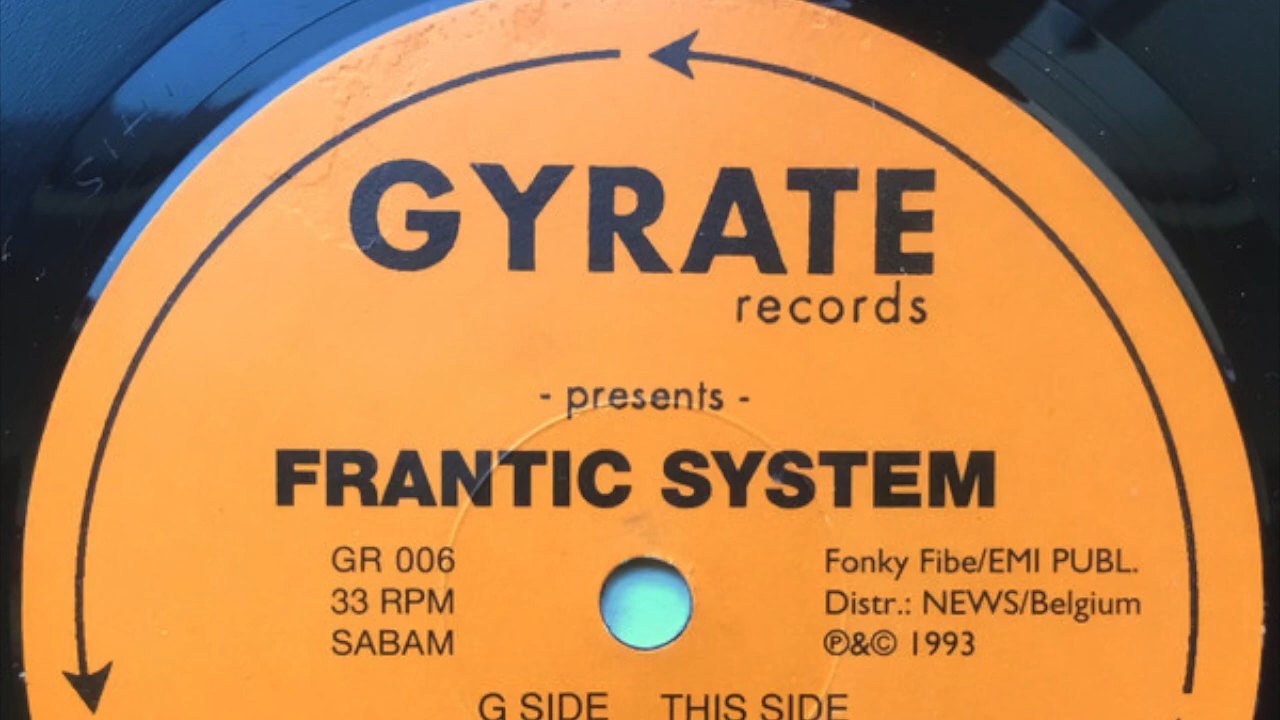 GYRATE
records
- presents -
FRANTIC SYSTEM
GR 006
33 RPM
SABAM
Fonky Fibe/EMI PUBL.
Distr.: NEWS/Belgium
℗&© 1993
G SIDE THIS SIDE